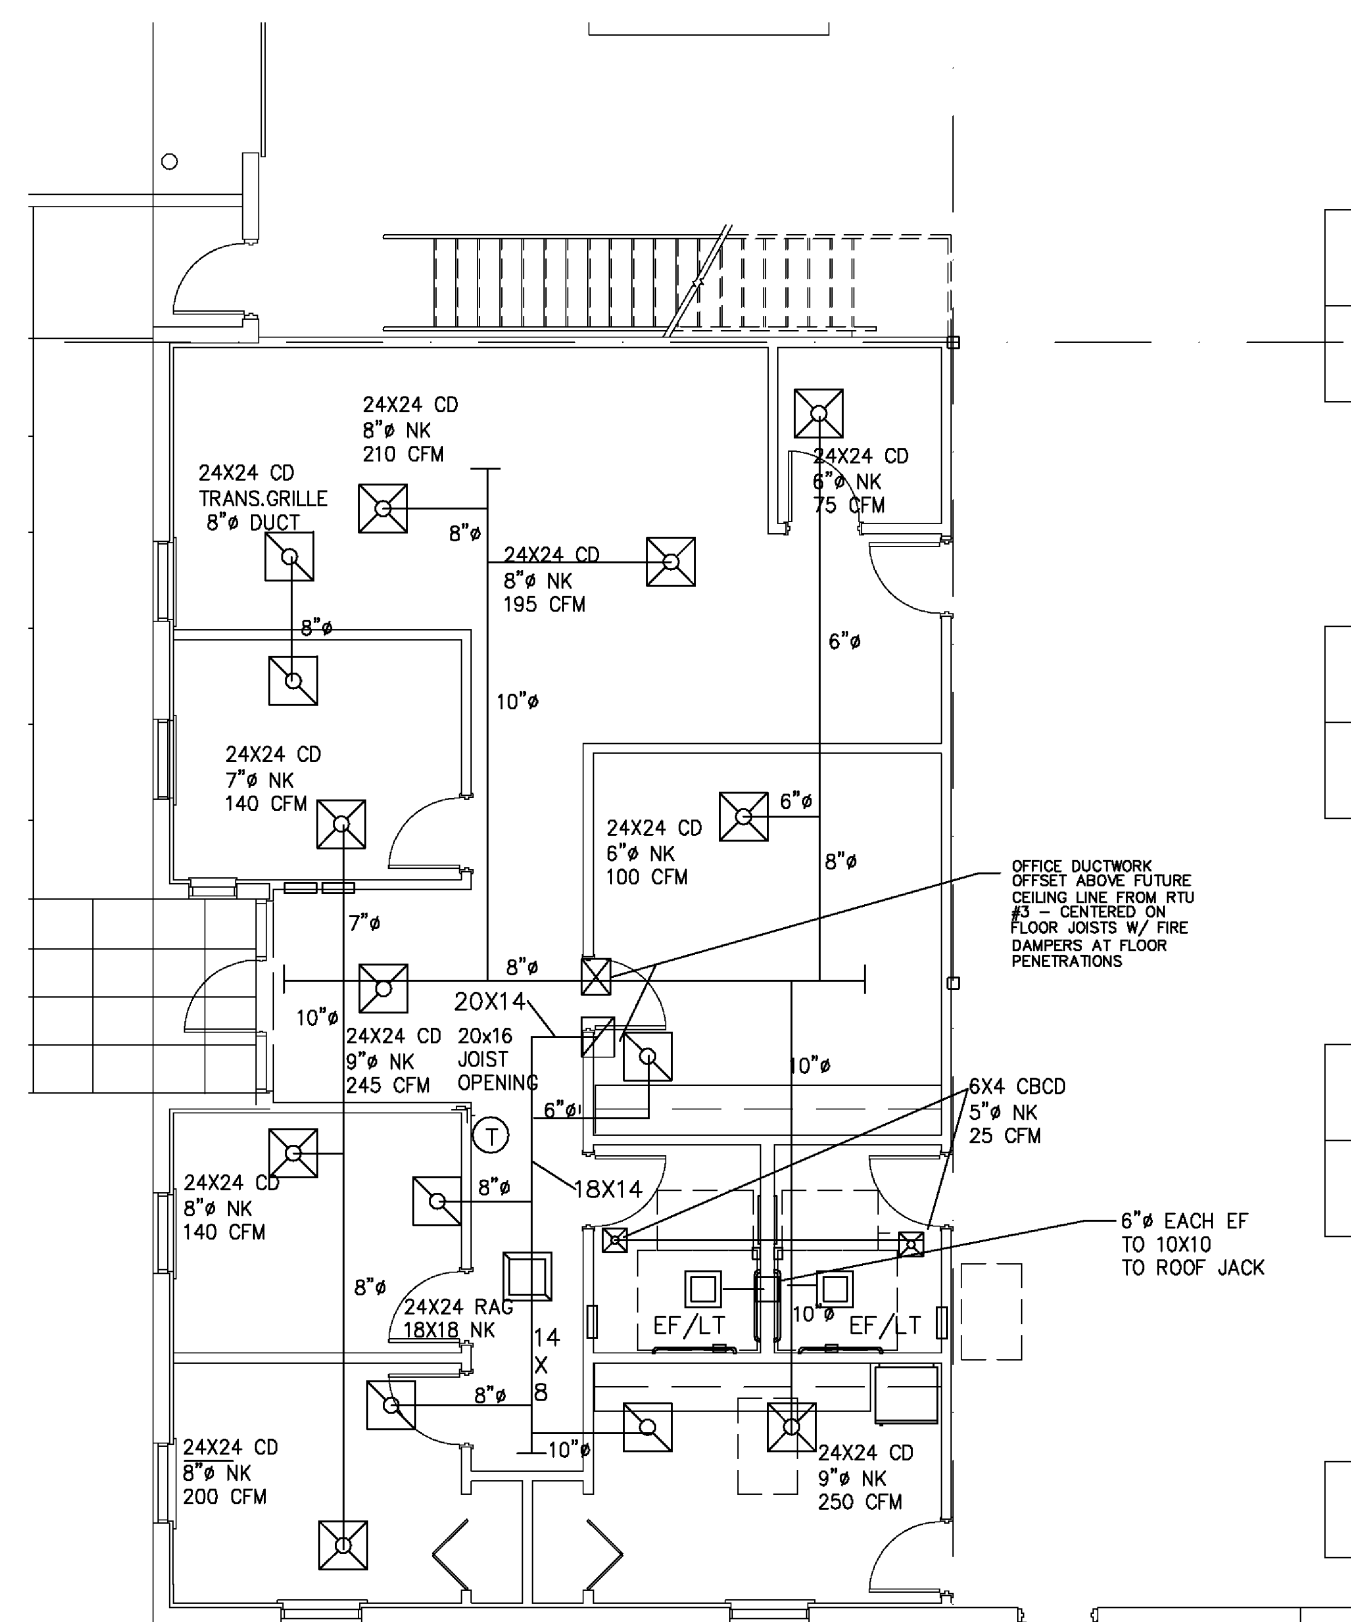 24X24 CD
8"ø NK
210 CFM
24X24 CD
TRANS.GRILLE
8"ø DUCT
24X24 CD
6"ø NK
75 CFM
8"ø
24X24 CD
8"ø NK
195 CFM
8"ø
6"ø
10"ø
24X24 CD
7"ø NK
140 CFM
6"ø
24X24 CD
6"ø NK
100 CFM
8"ø
OFFICE DUCTWORK
OFFSET ABOVE FUTURE
CEILING LINE FROM RTU
#3 – CENTERED ON
FLOOR JOISTS W/ FIRE
DAMPERS AT FLOOR
PENETRATIONS
7"ø
8"ø
20X14
10"ø
24X24 CD
9"ø NK
245 CFM
20x16
JOIST
OPENING
10"ø
6"ø
6X4 CBCD
5"ø NK
25 CFM
T
24X24 CD
8"ø NK
140 CFM
8"ø
18X14
6"ø EACH EF
TO 10X10
TO ROOF JACK
8"ø
24X24 RAG
18X18 NK
14
X
8
EF/LT
10"ø
EF/LT
8"ø
10"ø
24X24 CD
8"ø NK
200 CFM
24X24 CD
9"ø NK
250 CFM